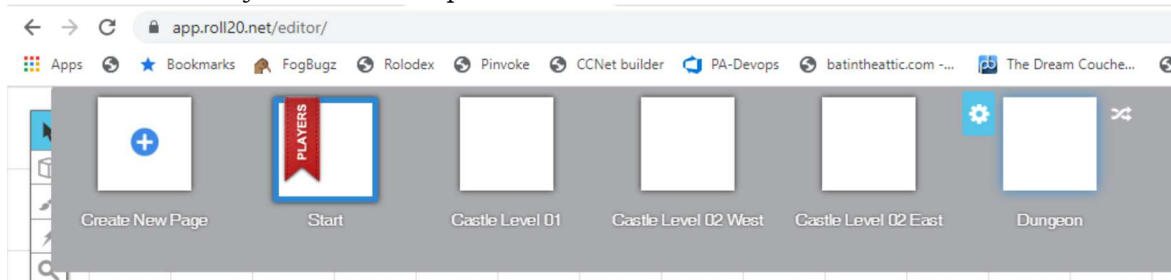 app.roll20.net/editor/
Apps Bookmarks FogBugz Rolodex Pinvoke CCNet builder PA-Devops batintheattic.com -... The Dream Couche...
PLAYERS
Create New Page Start Castle Level 01 Castle Level 02 West Castle Level 02 East Dungeon